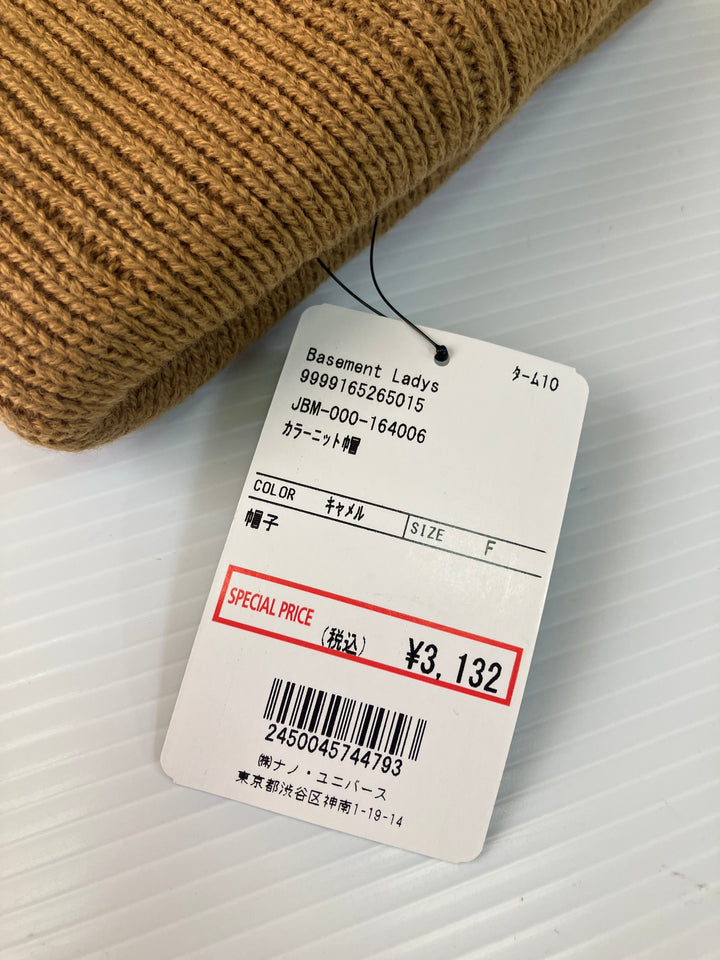 Basement Ladys
ﾀｰﾑ10
9999165265015
JBM-000-164006
ｶﾗｰﾆｯﾄ帽
COLOR ｷｬﾒﾙ SIZE F
帽子
SPECIAL PRICE (税込) ¥3,132
2450045744793
㈱ナノ・ユニバース
東京都渋谷区神南1-19-14